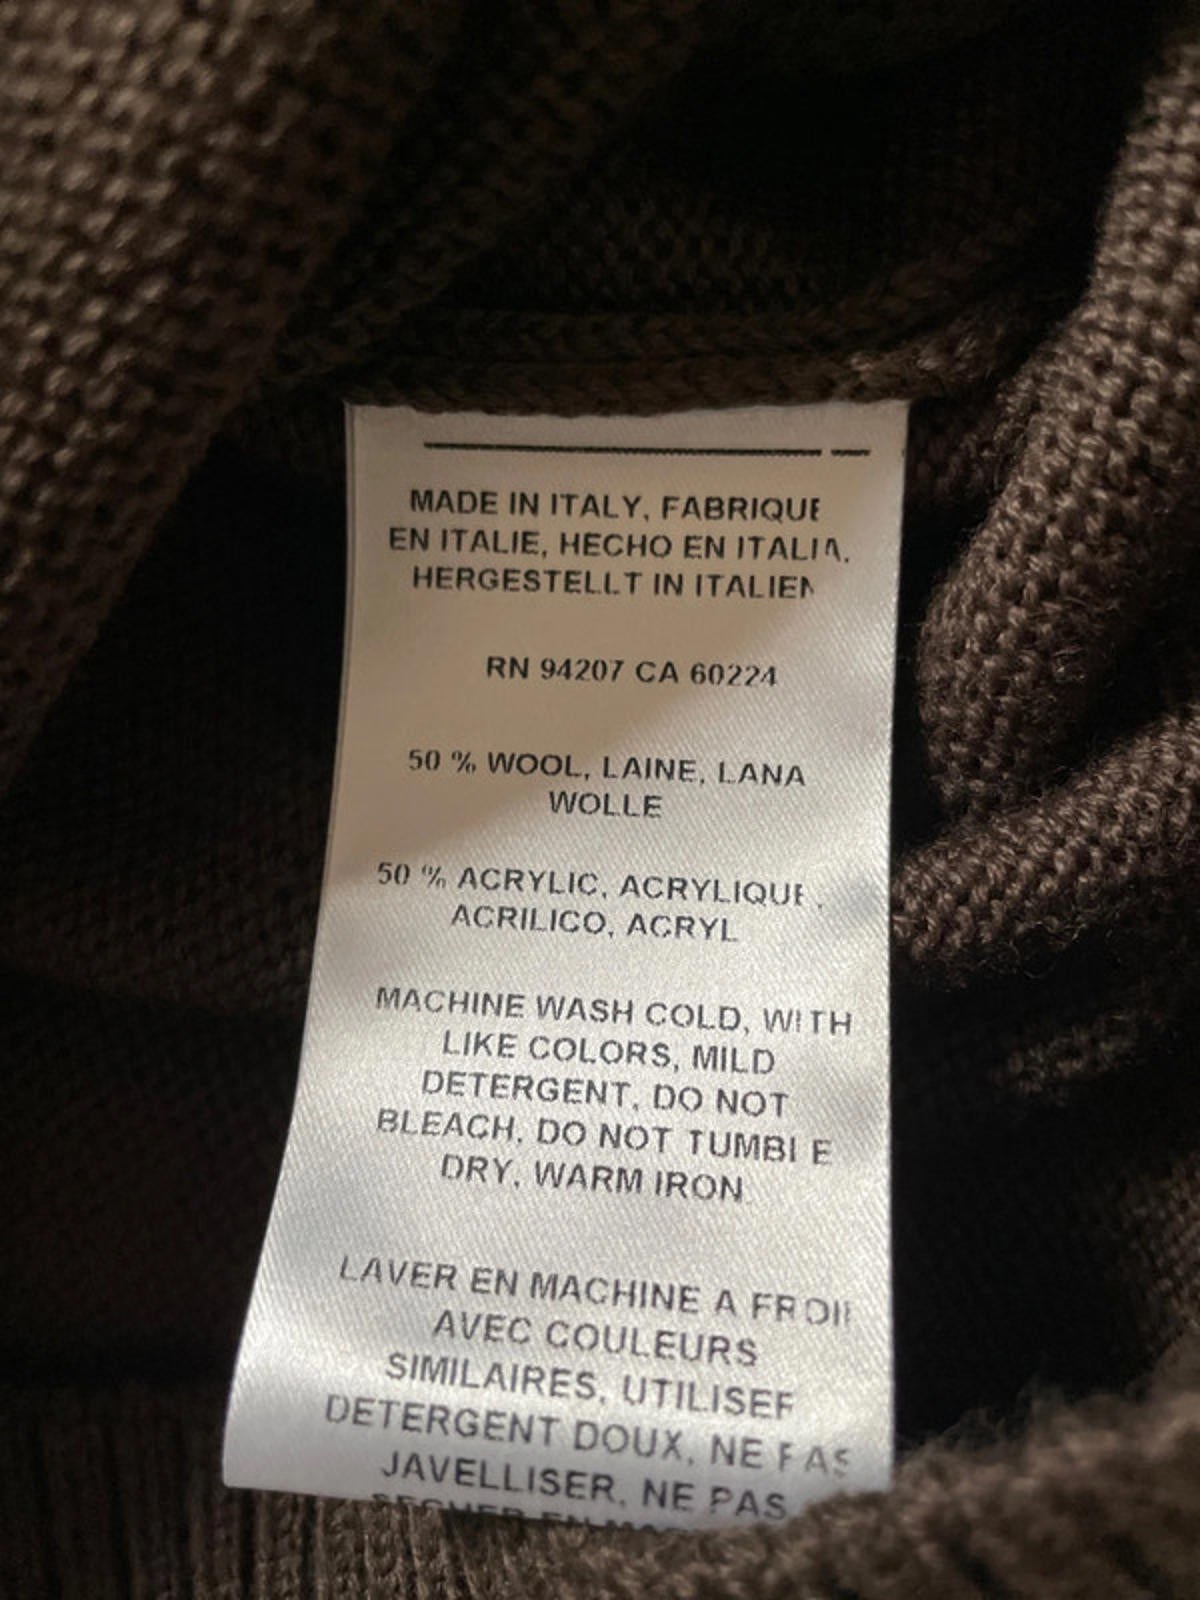 MADE IN ITALY, FABRIQUE
EN ITALIE, HECHO EN ITALIA.
HERGESTELLT IN ITALIEN
RN 94207 CA 60224
50 % WOOL, LAINE, LANA
WOLLE
50 % ACRYLIC, ACRYLIQUE,
ACRILICO, ACRYL
MACHINE WASH COLD, WITH
LIKE COLORS, MILD
DETERGENT, DO NOT
BLEACH, DO NOT TUMBLE
DRY, WARM IRON
LAVER EN MACHINE A FROID
AVEC COULEURS
SIMILAIRES, UTILISER
DETERGENT DOUX, NE PAS
JAVELLISER, NE PAS
SECHER EN